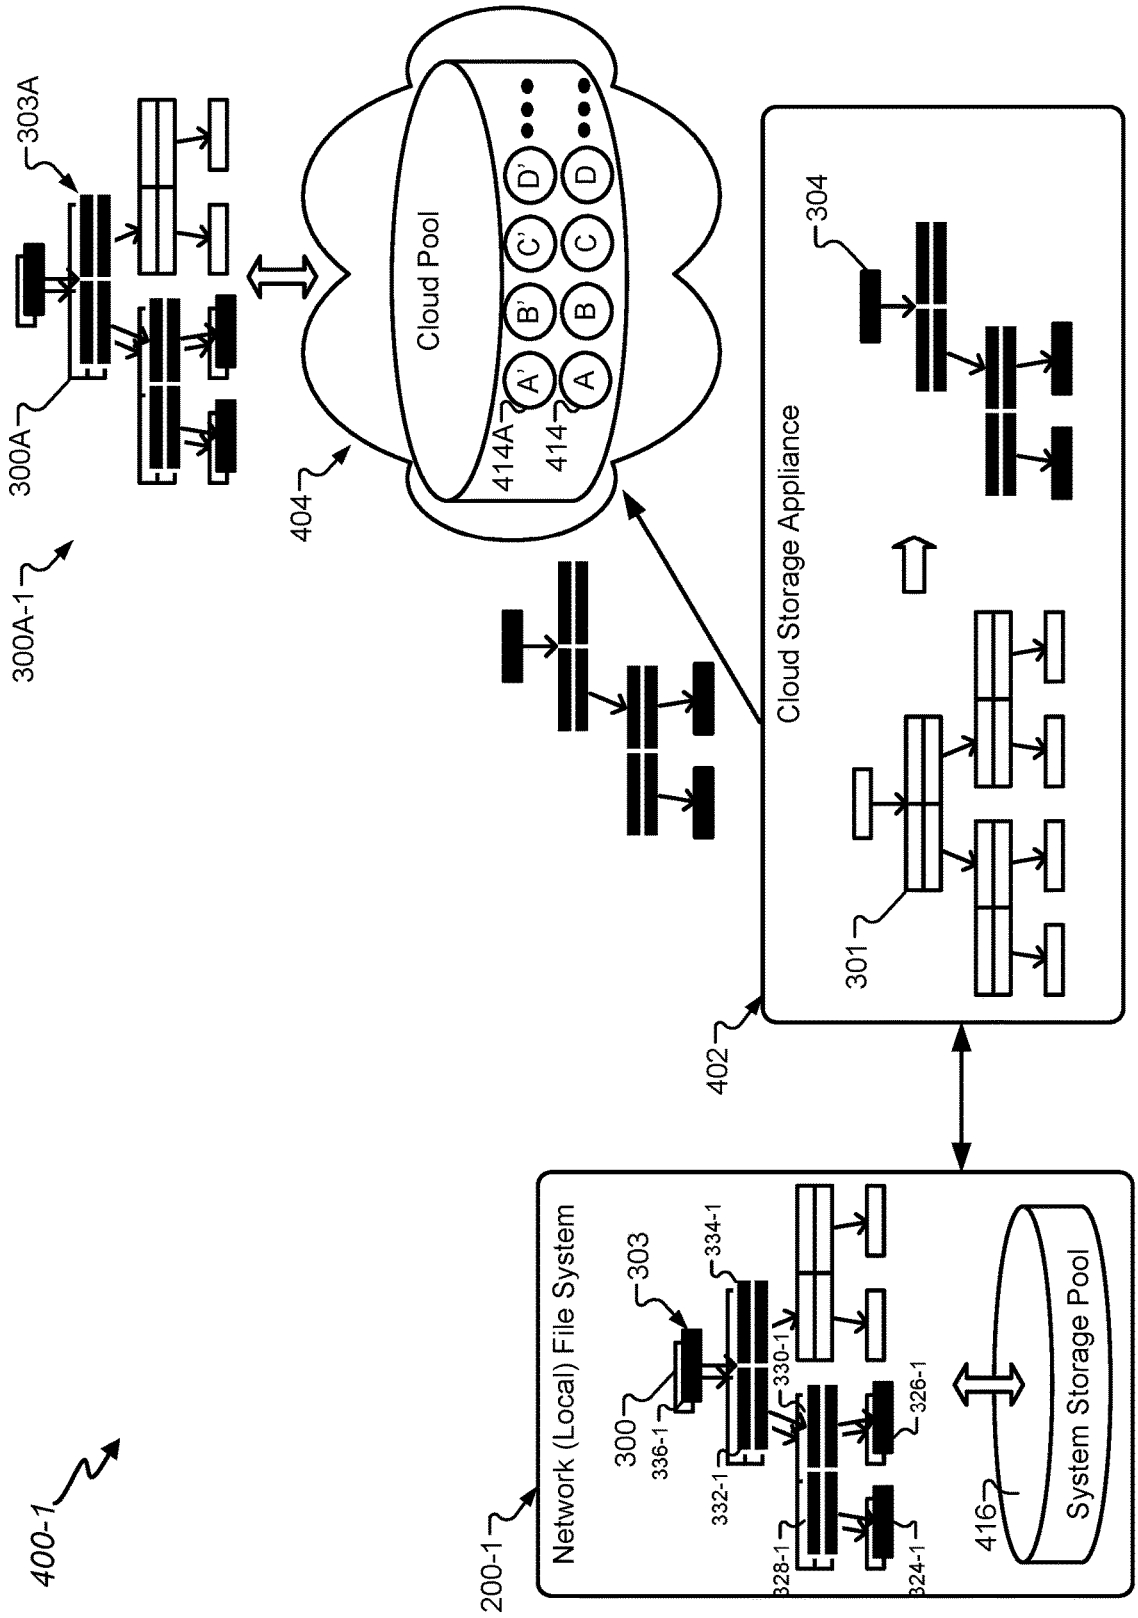 400-1
300A-1
300A
303A
404
Cloud Pool
414A
A'
B'
C'
D'
414
A
B
C
D
402
Cloud Storage Appliance
301
304
200-1
Network (Local) File System
300
303
336-1
332-1
334-1
328-1
330-1
324-1
326-1
416
System Storage Pool